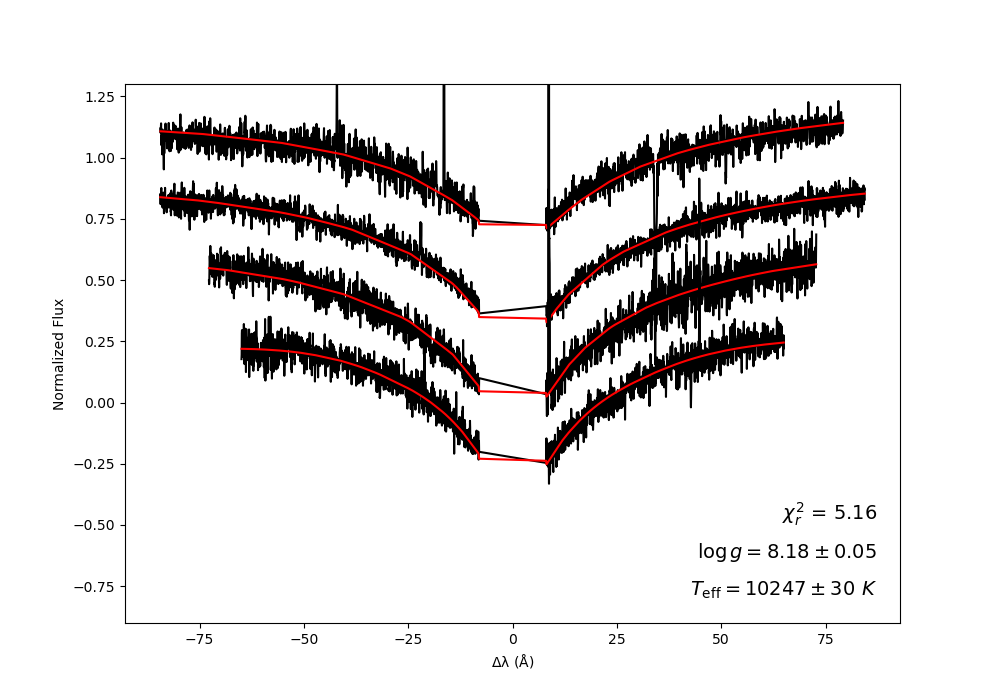 1.25
1.00
0.75
0.50
0.25
0.00
−0.25
−0.50
−0.75
Normalized Flux
χ²ᵣ = 5.16
log g = 8.18 ± 0.05
T_eff = 10247 ± 30 K
−75 −50 −25 0 25 50 75
Δλ (Å)